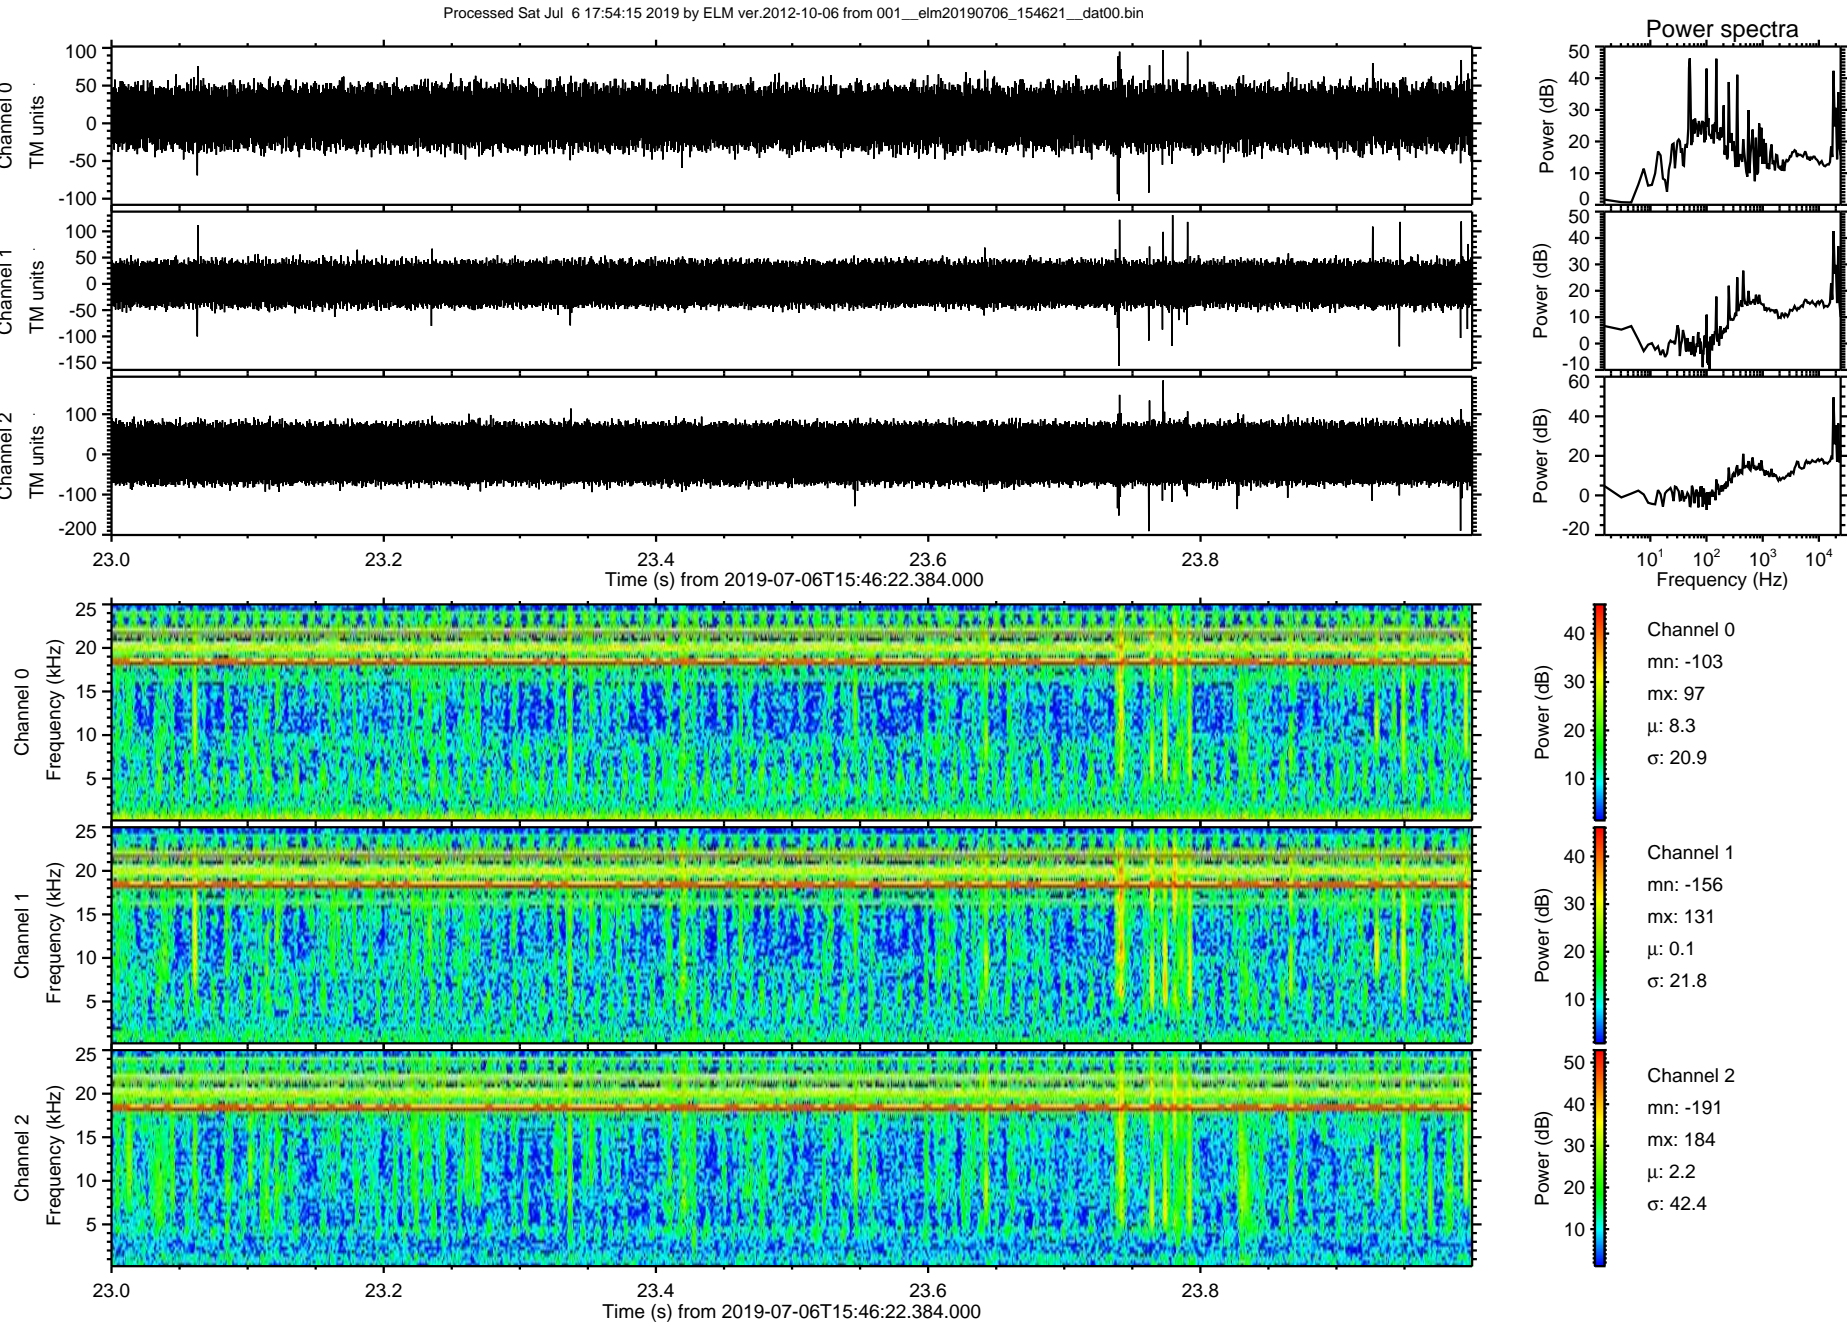 Processed Sat Jul  6 17:54:15 2019 by ELM ver.2012-10-06 from 001__elm20190706_154621__dat00.bin
Power spectra
Channel 0
TM units
100
50
0
-50
-100
Power (dB)
50
40
30
20
10
0
Channel 1
TM units
100
50
0
-50
-100
-150
Power (dB)
50
40
30
20
10
0
-10
Channel 2
TM units
100
0
-100
-200
Power (dB)
60
40
20
0
-20
23.0 23.2 23.4 23.6 23.8
Time (s) from 2019-07-06T15:46:22.384.000
10^1 10^2 10^3 10^4
Frequency (Hz)
Channel 0
Frequency (kHz)
25
20
15
10
5
Power (dB)
40
30
20
10
Channel 0
mn: -103
mx: 97
μ: 8.3
σ: 20.9
Channel 1
Frequency (kHz)
25
20
15
10
5
Power (dB)
40
30
20
10
Channel 1
mn: -156
mx: 131
μ: 0.1
σ: 21.8
Channel 2
Frequency (kHz)
25
20
15
10
5
Power (dB)
50
40
30
20
10
Channel 2
mn: -191
mx: 184
μ: 2.2
σ: 42.4
23.0 23.2 23.4 23.6 23.8
Time (s) from 2019-07-06T15:46:22.384.000